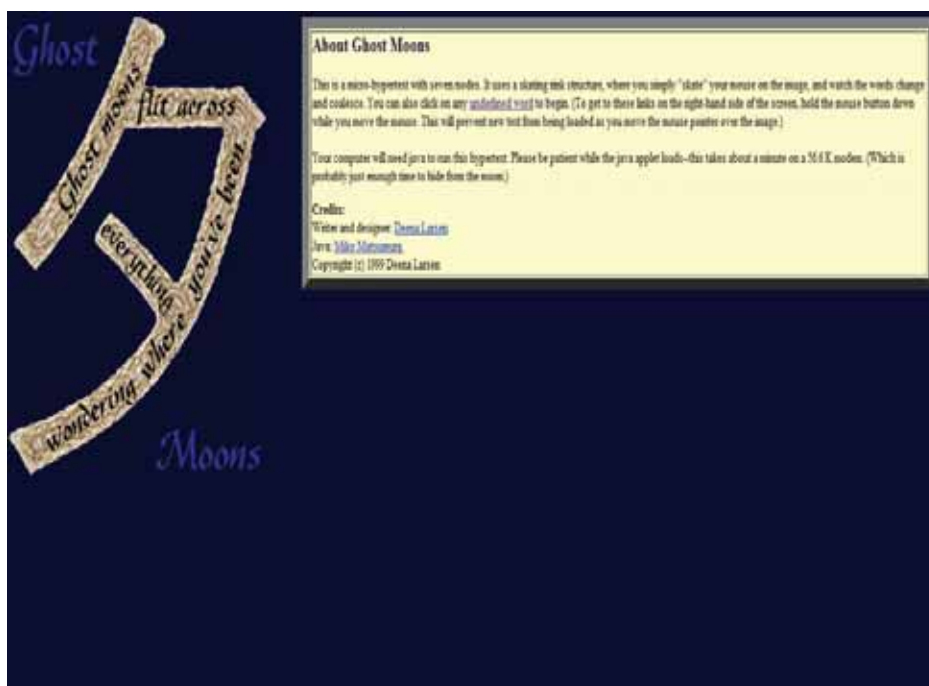 Ghost
Ghost moons
flit across
everything
wondering where you've been.
Moons
About Ghost Moons
This is a micro-hypertext with seven nodes. It uses a skating rink structure, where you simply "skate" your mouse on the image, and watch the words change
and coalesce. You can also click on any underlined word to begin. (To get to these links on the right-hand side of the screen, hold the mouse button down
while you move the mouse. This will prevent new text from being loaded as you move the mouse pointer over the image.)
Your computer will need java to run this hypertext. Please be patient while the java applet loads--this takes about a minute on a 56.6 K modem. (Which is
probably just enough time to hide from the moon.)
Credits:
Writer and designer: Deena Larsen
Java: Mike Matsumura
Copyright (c) 1999 Deena Larsen